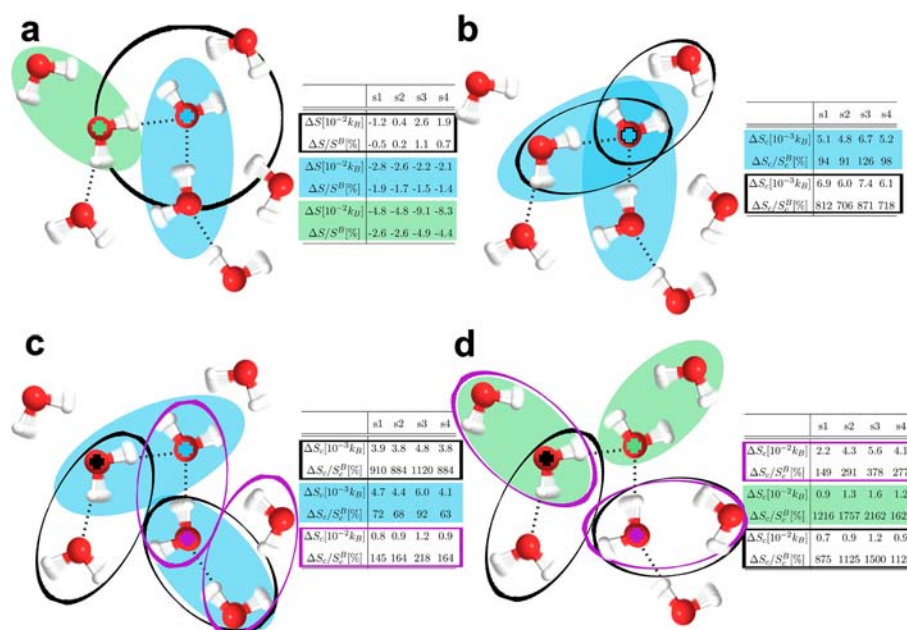 a
s1 s2 s3 s4
ΔS[10⁻²k_B] -1.2 0.4 2.6 1.9
ΔS/S^B[%] -0.5 0.2 1.1 0.7
ΔS[10⁻²k_B] -2.8 -2.6 -2.2 -2.1
ΔS/S^B[%] -1.9 -1.7 -1.5 -1.4
ΔS[10⁻²k_B] -4.8 -4.8 -9.1 -8.3
ΔS/S^B[%] -2.6 -2.6 -4.9 -4.4
b
s1 s2 s3 s4
ΔS_c[10⁻³k_B] 5.1 4.8 6.7 5.2
ΔS_c/S_c^B[%] 94 91 126 98
ΔS_c[10⁻³k_B] 6.9 6.0 7.4 6.1
ΔS_c/S_c^B[%] 812 706 871 718
c
s1 s2 s3 s4
ΔS_c[10⁻³k_B] 3.9 3.8 4.8 3.8
ΔS_c/S_c^B[%] 910 884 1120 884
ΔS_c[10⁻³k_B] 4.7 4.4 6.0 4.1
ΔS_c/S_c^B[%] 72 68 92 63
ΔS_c[10⁻²k_B] 0.8 0.9 1.2 0.9
ΔS_c/S_c^B[%] 145 164 218 164
d
s1 s2 s3 s4
ΔS_c[10⁻²k_B] 2.2 4.3 5.6 4.1
ΔS_c/S_c^B[%] 149 291 378 277
ΔS_c[10⁻²k_B] 0.9 1.3 1.6 1.2
ΔS_c/S_c^B[%] 1216 1757 2162 162
ΔS_c[10⁻²k_B] 0.7 0.9 1.2 0.9
ΔS_c/S_c^B[%] 875 1125 1500 112